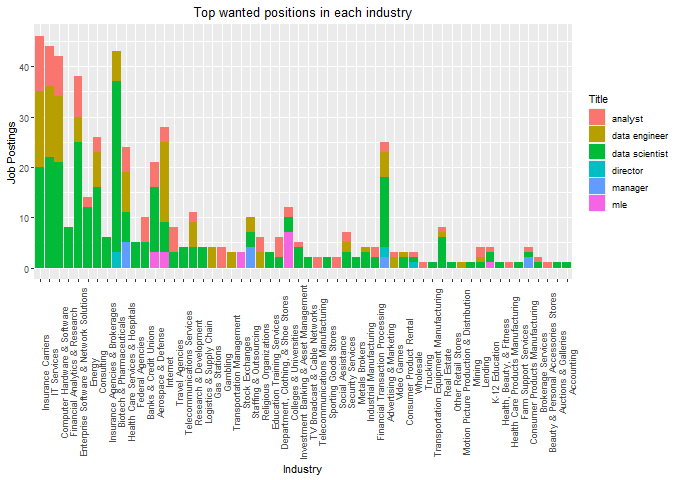 Top wanted positions in each industry
Job Postings
40
30
20
10
0
Insurance Carriers
IT Services
Computer Hardware & Software
Financial Analytics & Research
Enterprise Software & Network Solutions
Energy
Consulting
Insurance Agencies & Brokerages
Biotech & Pharmaceuticals
Health Care Services & Hospitals
Federal Agencies
Banks & Credit Unions
Aerospace & Defense
Internet
Travel Agencies
Telecommunications Services
Research & Development
Logistics & Supply Chain
Gas Stations
Gambling
Transportation Management
Stock Exchanges
Staffing & Outsourcing
Religious Organizations
Education Training Services
Department, Clothing, & Shoe Stores
Colleges & Universities
Investment Banking & Asset Management
TV Broadcast & Cable Networks
Telecommunications Manufacturing
Sporting Goods Stores
Social Assistance
Security Services
Metals Brokers
Industrial Manufacturing
Financial Transaction Processing
Advertising & Marketing
Video Games
Consumer Product Rental
Wholesale
Trucking
Transportation Equipment Manufacturing
Real Estate
Other Retail Stores
Motion Picture Production & Distribution
Mining
Lending
K-12 Education
Health, Beauty, & Fitness
Health Care Products Manufacturing
Farm Support Services
Consumer Products Manufacturing
Brokerage Services
Beauty & Personal Accessories Stores
Auctions & Galleries
Accounting
Industry
Title
analyst
data engineer
data scientist
director
manager
mle